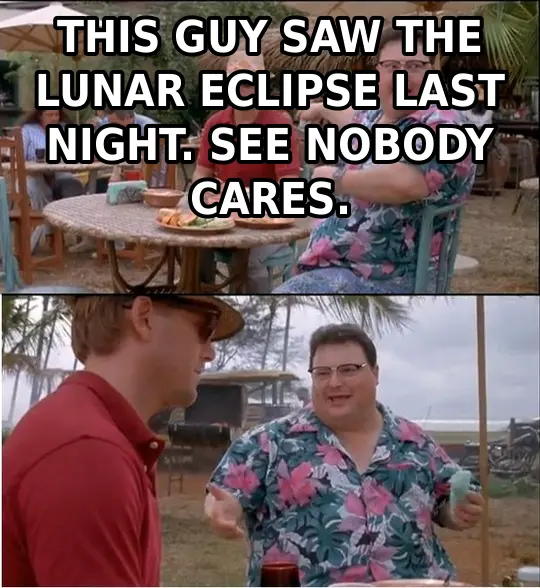 THIS GUY SAW THE
LUNAR ECLIPSE LAST
NIGHT. SEE NOBODY
CARES.